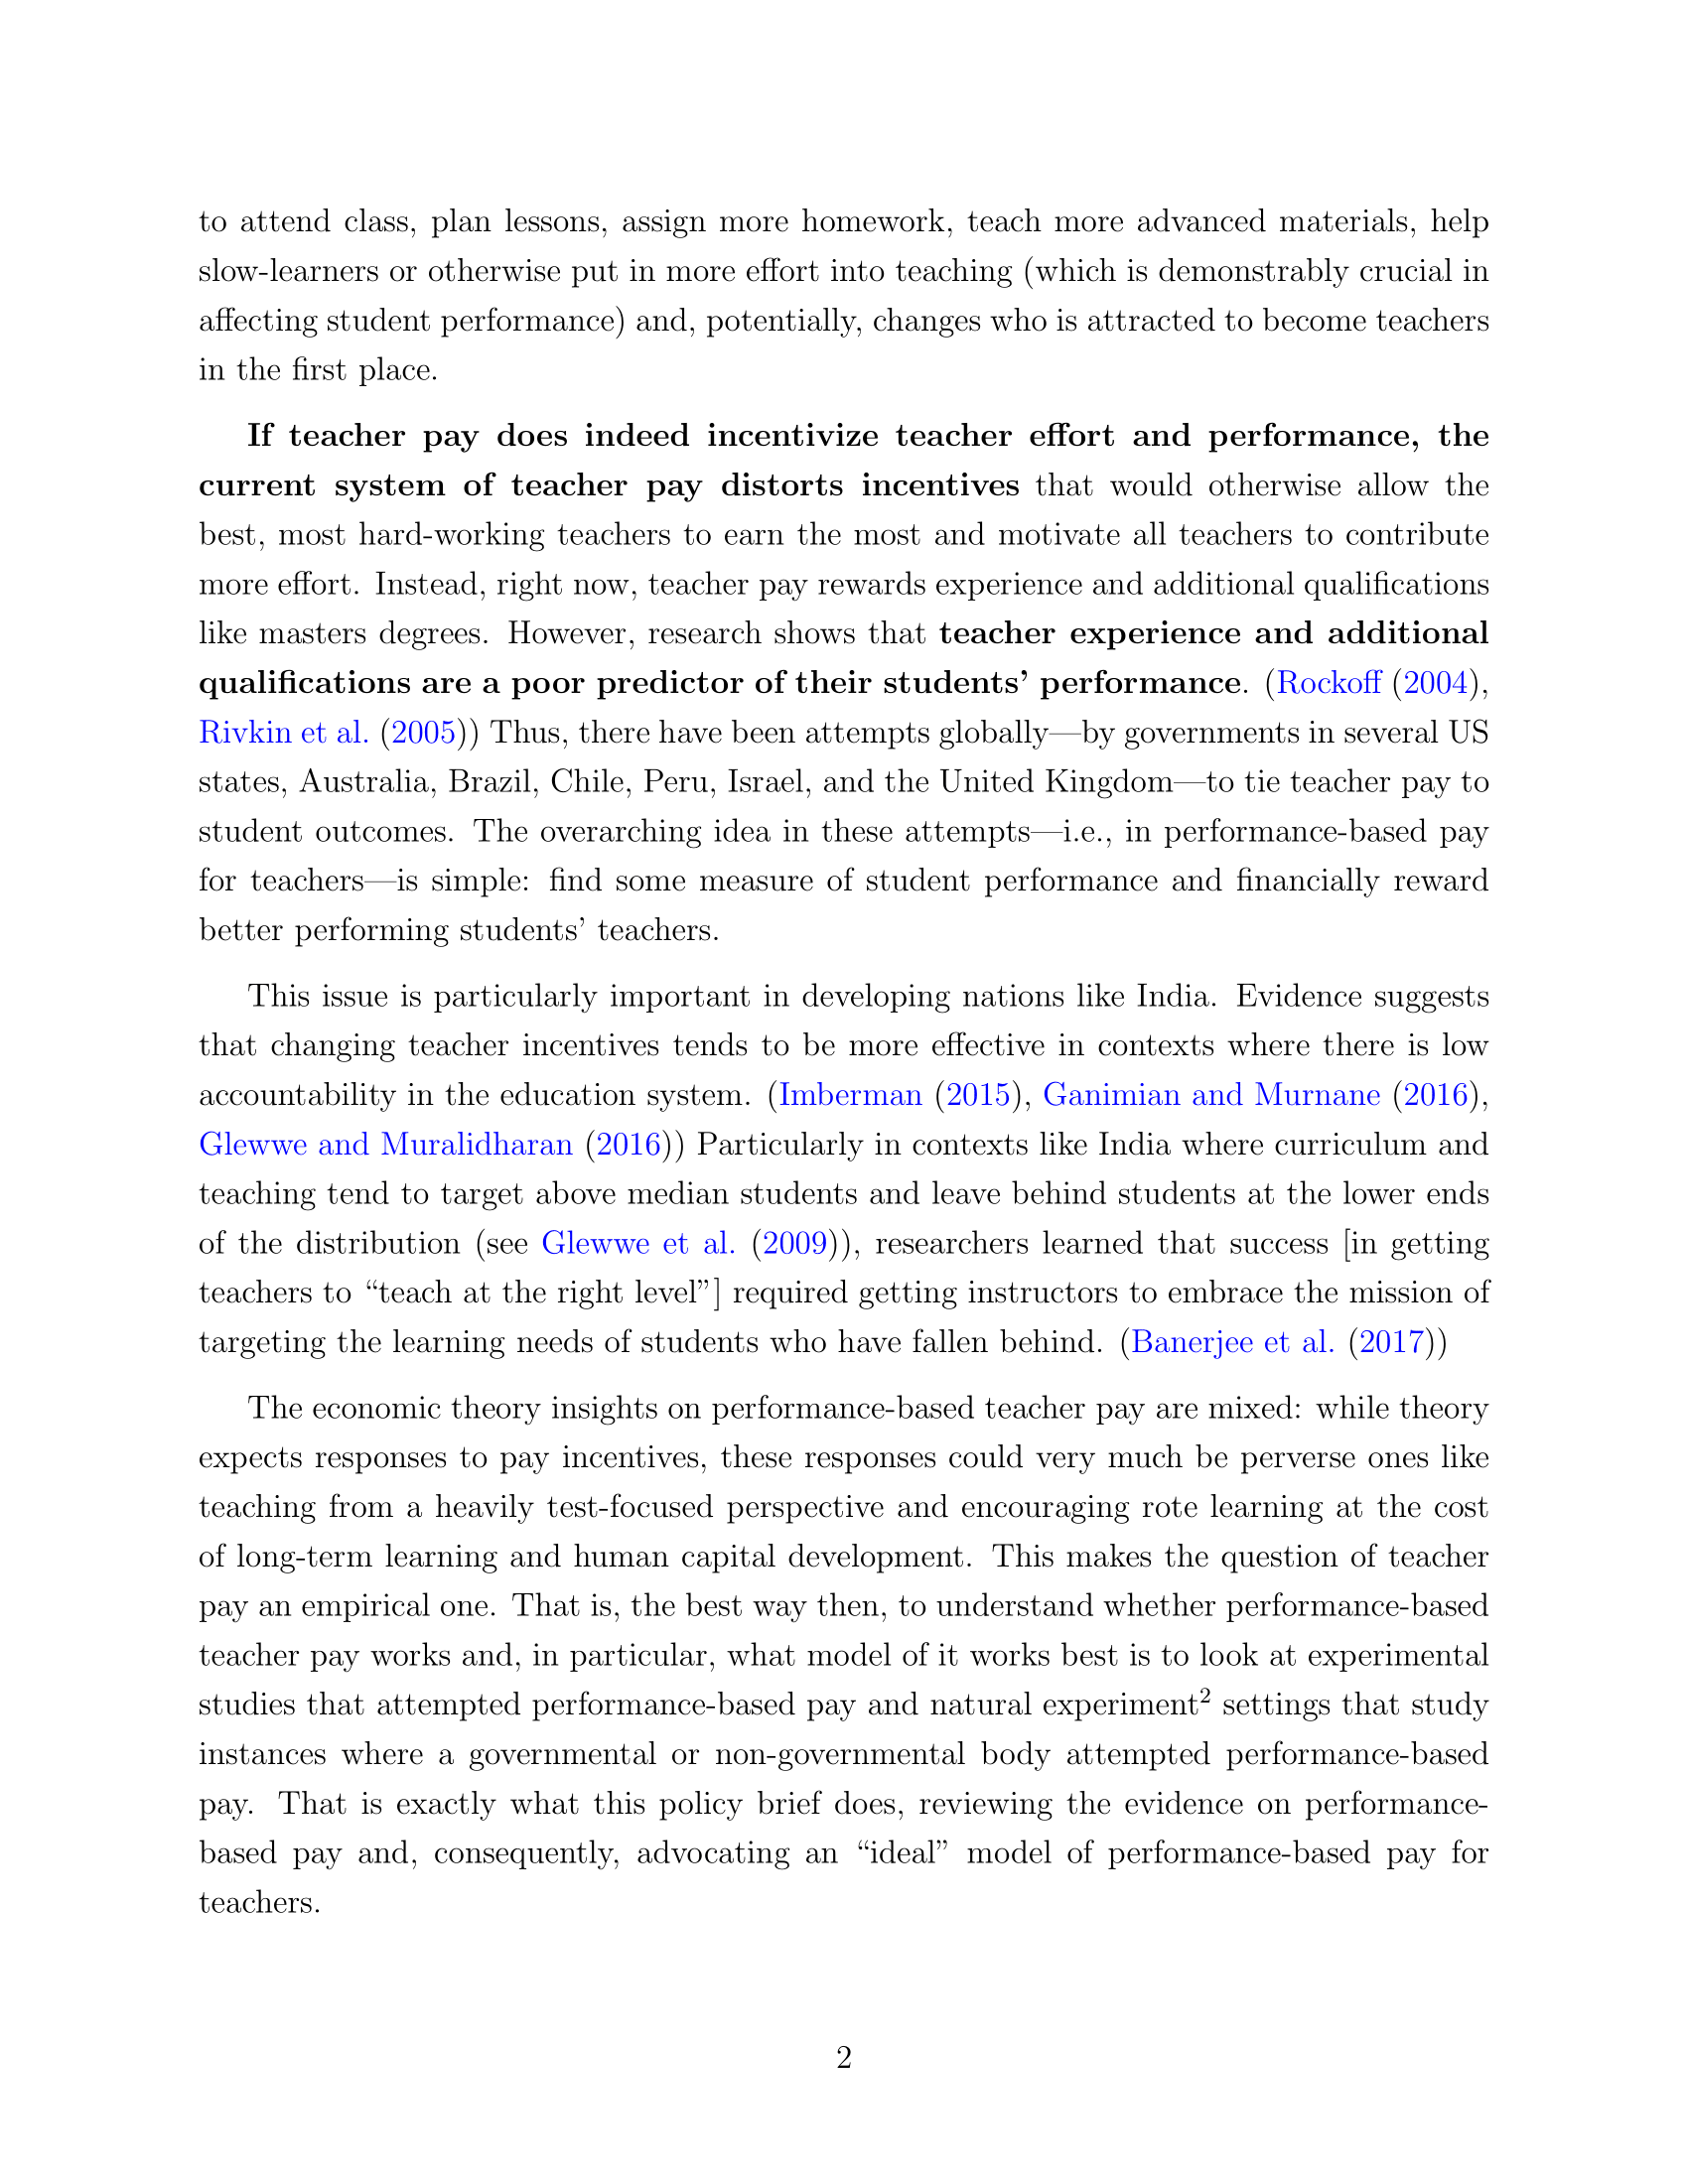 to attend class, plan lessons, assign more homework, teach more advanced materials, help
slow-learners or otherwise put in more effort into teaching (which is demonstrably crucial in
affecting student performance) and, potentially, changes who is attracted to become teachers
in the first place.
If teacher pay does indeed incentivize teacher effort and performance, the
current system of teacher pay distorts incentives that would otherwise allow the
best, most hard-working teachers to earn the most and motivate all teachers to contribute
more effort. Instead, right now, teacher pay rewards experience and additional qualifications
like masters degrees. However, research shows that teacher experience and additional
qualifications are a poor predictor of their students’ performance. (Rockoff (2004),
Rivkin et al. (2005)) Thus, there have been attempts globally—by governments in several US
states, Australia, Brazil, Chile, Peru, Israel, and the United Kingdom—to tie teacher pay to
student outcomes. The overarching idea in these attempts—i.e., in performance-based pay
for teachers—is simple: find some measure of student performance and financially reward
better performing students’ teachers.
This issue is particularly important in developing nations like India. Evidence suggests
that changing teacher incentives tends to be more effective in contexts where there is low
accountability in the education system. (Imberman (2015), Ganimian and Murnane (2016),
Glewwe and Muralidharan (2016)) Particularly in contexts like India where curriculum and
teaching tend to target above median students and leave behind students at the lower ends
of the distribution (see Glewwe et al. (2009)), researchers learned that success [in getting
teachers to “teach at the right level”] required getting instructors to embrace the mission of
targeting the learning needs of students who have fallen behind. (Banerjee et al. (2017))
The economic theory insights on performance-based teacher pay are mixed: while theory
expects responses to pay incentives, these responses could very much be perverse ones like
teaching from a heavily test-focused perspective and encouraging rote learning at the cost
of long-term learning and human capital development. This makes the question of teacher
pay an empirical one. That is, the best way then, to understand whether performance-based
teacher pay works and, in particular, what model of it works best is to look at experimental
studies that attempted performance-based pay and natural experiment² settings that study
instances where a governmental or non-governmental body attempted performance-based
pay. That is exactly what this policy brief does, reviewing the evidence on performance-
based pay and, consequently, advocating an “ideal” model of performance-based pay for
teachers.
2